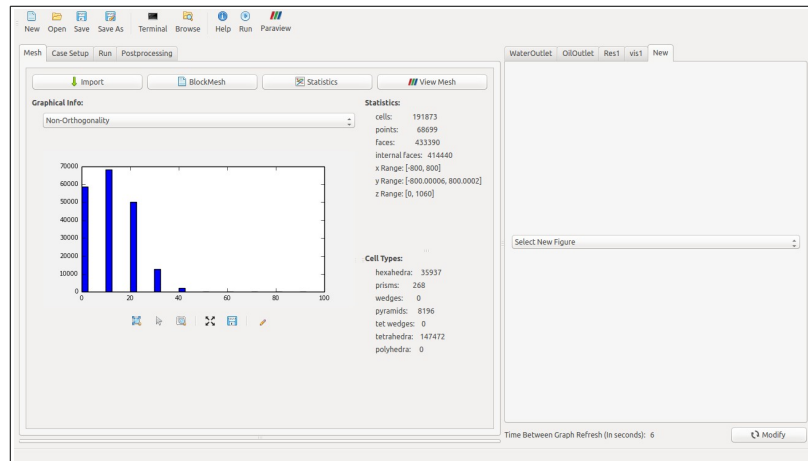 New Open Save Save As Terminal Browse Help Run Paraview
Mesh Case Setup Run Postprocessing
Import BlockMesh Statistics View Mesh
Graphical Info:
Non-Orthogonality
70000
60000
50000
40000
30000
20000
10000
0
0 20 40 60 80 100
Statistics:
cells: 191873
points: 68699
faces: 433390
internal faces: 414440
x Range: [-800, 800]
y Range: [-800.00006, 800.0002]
z Range: [0, 1060]
Cell Types:
hexahedra: 35937
prisms: 268
wedges: 0
pyramids: 8196
tet wedges: 0
tetrahedra: 147472
polyhedra: 0
WaterOutlet OilOutlet Res1 vis1 New
Select New Figure
Time Between Graph Refresh (In seconds): 6 Modify